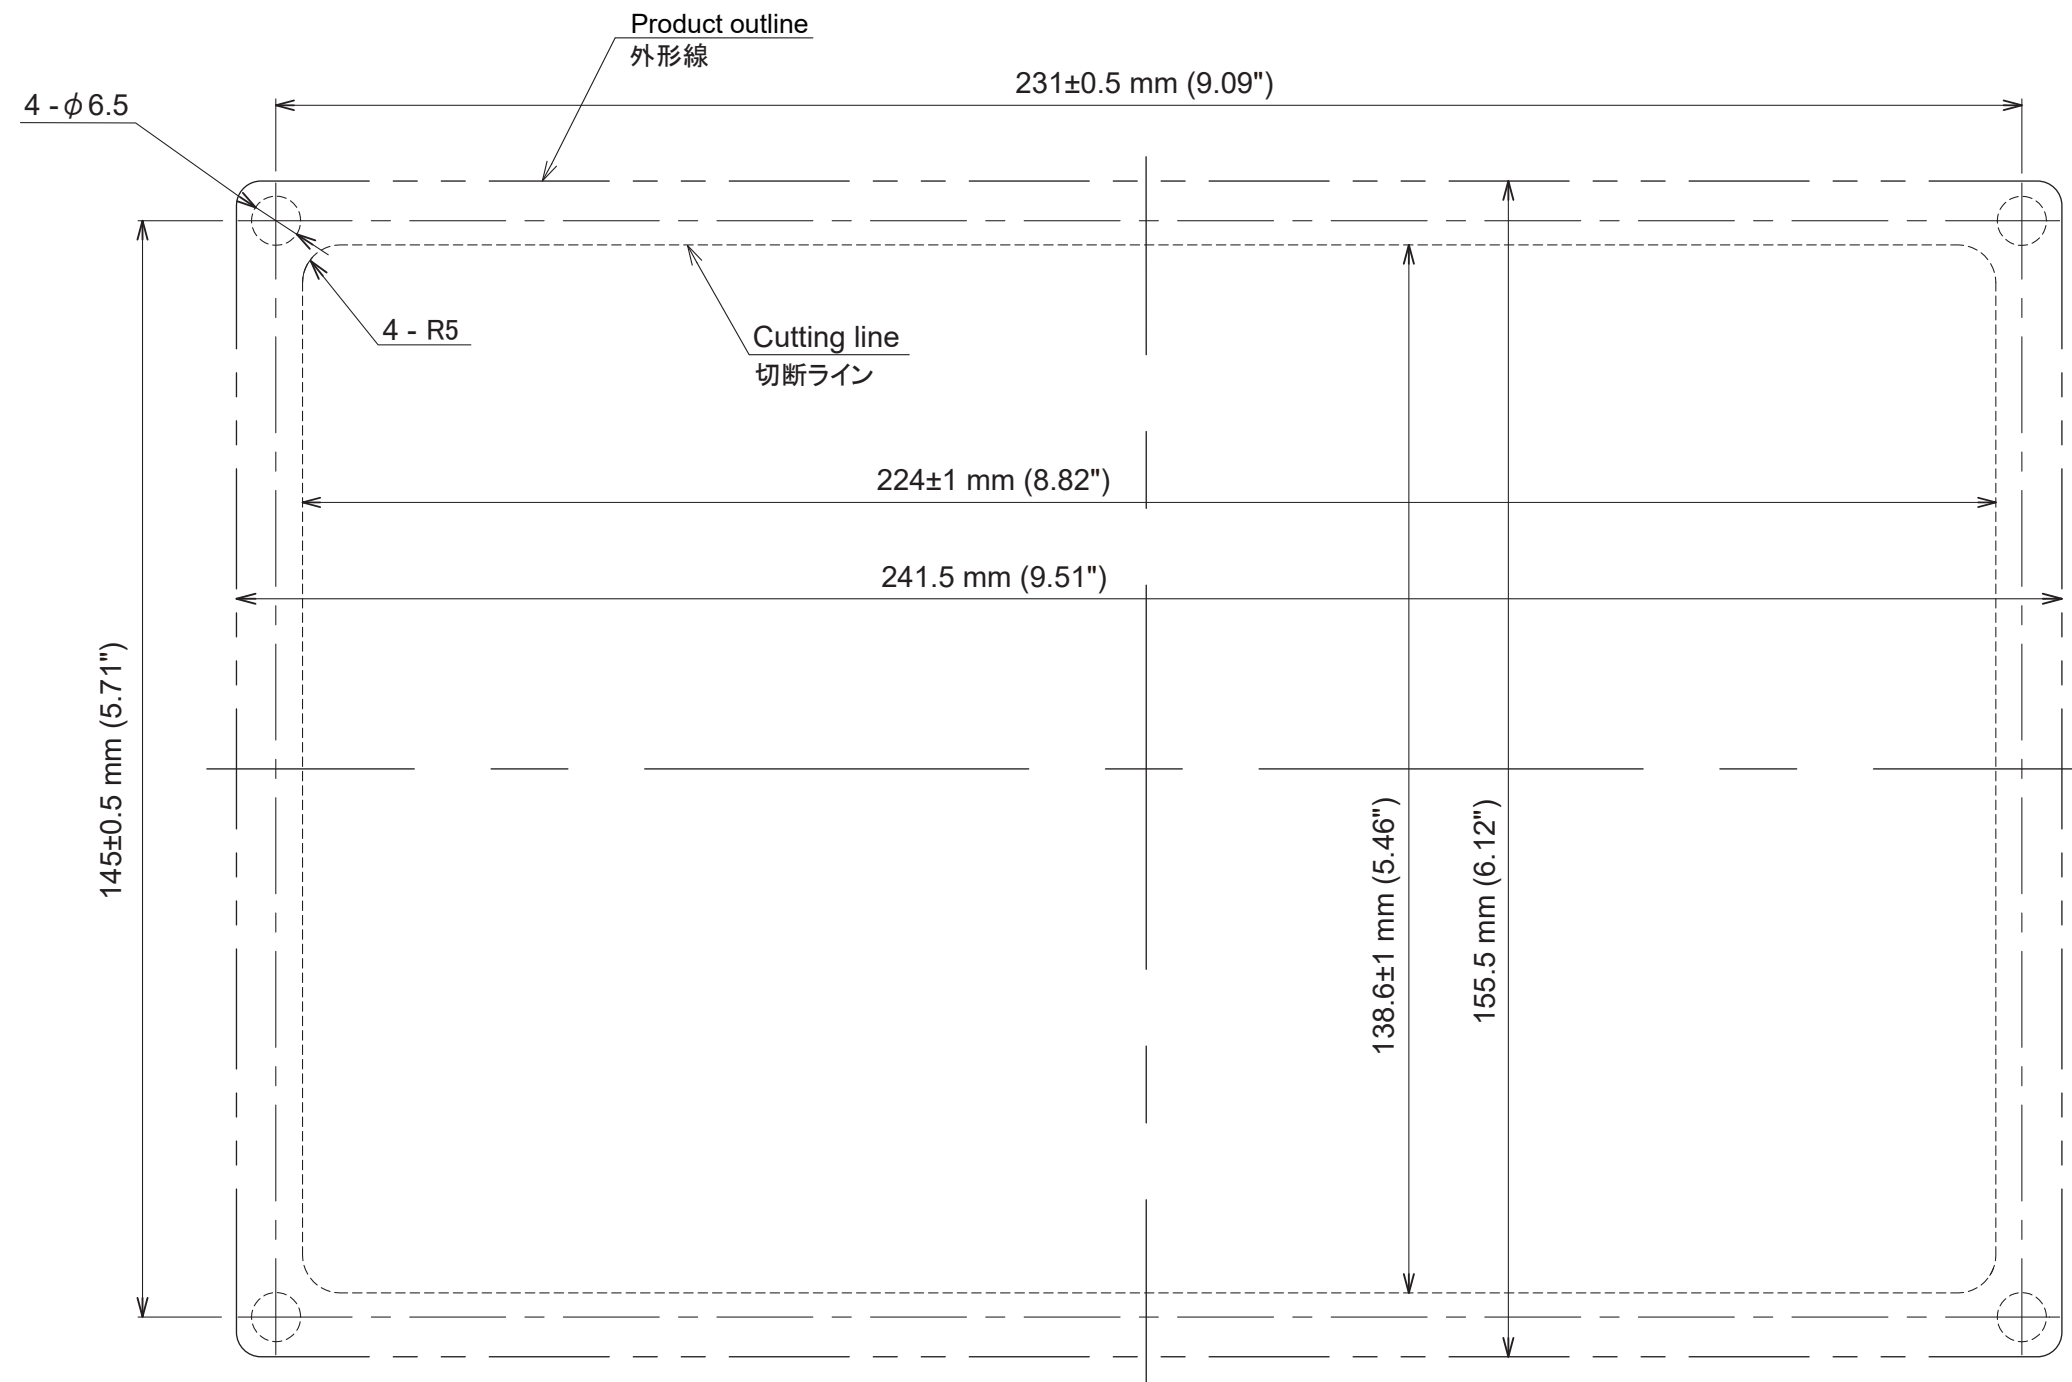 Product outline
外形線
231±0.5 mm (9.09")
4 -φ6.5
4 - R5
Cutting line
切断ライン
224±1 mm (8.82")
241.5 mm (9.51")
145±0.5 mm (5.71")
138.6±1 mm (5.46")
155.5 mm (6.12")